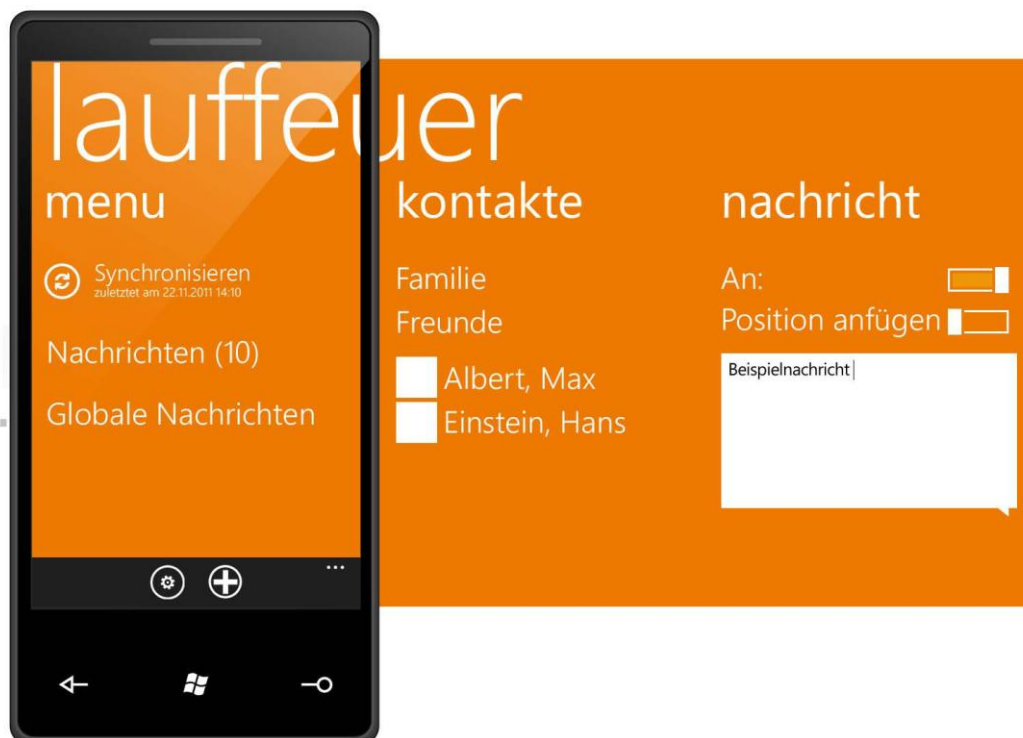 lauffeuer
menu
Synchronisieren
zuletztet am 22.11.2011 14:10
Nachrichten (10)
Globale Nachrichten
...
kontakte
Familie
Freunde
Albert, Max
Einstein, Hans
nachricht
An:
Position anfügen
Beispielnachricht